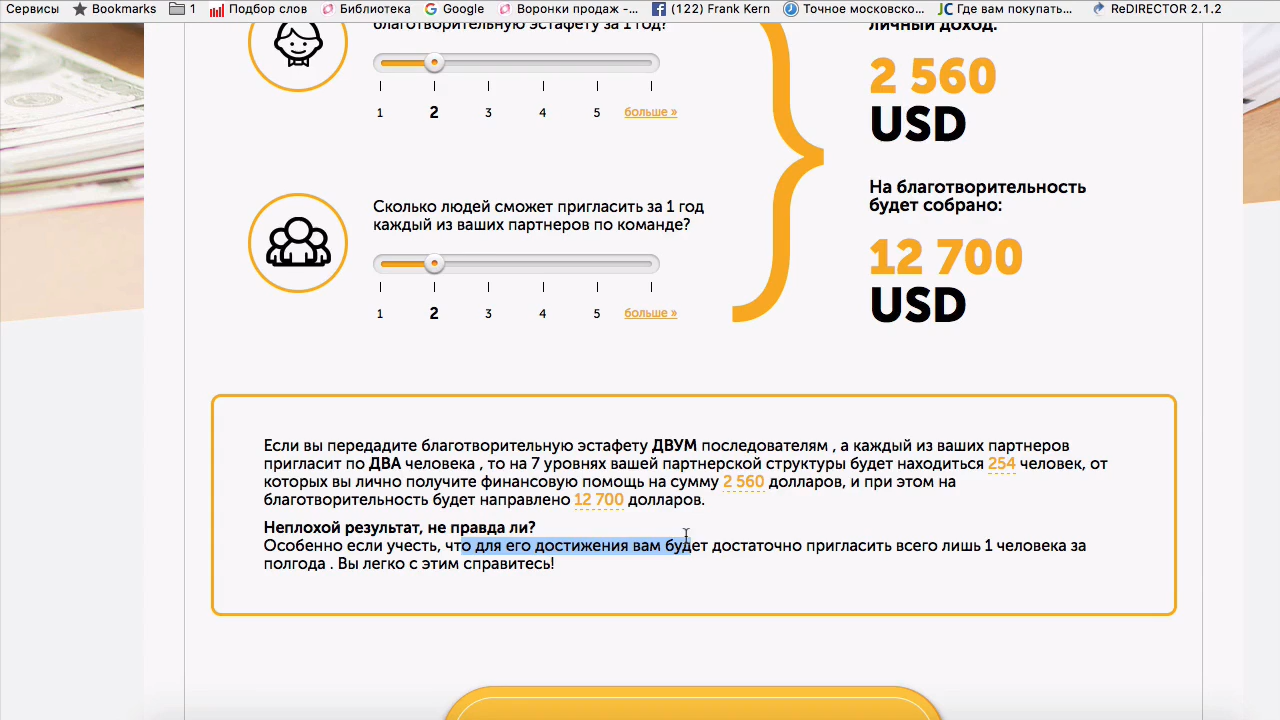 Сервисы Bookmarks 1 Подбор слов Библиотека Google Воронки продаж -... (122) Frank Kern Точное московско... Где вам покупать... ReDIRECTOR 2.1.2
благотворительную эстафету за 1 год?
1 2 3 4 5 больше »
личный доход:
2 560
USD
Сколько людей сможет пригласить за 1 год
каждый из ваших партнеров по команде?
1 2 3 4 5 больше »
На благотворительность
будет собрано:
12 700
USD
Если вы передадите благотворительную эстафету ДВУМ последователям , а каждый из ваших партнеров
пригласит по ДВА человека , то на 7 уровнях вашей партнерской структуры будет находиться 254 человек, от
которых вы лично получите финансовую помощь на сумму 2 560 долларов, и при этом на
благотворительность будет направлено 12 700 долларов.
Неплохой результат, не правда ли?
Особенно если учесть, что для его достижения вам будет достаточно пригласить всего лишь 1 человека за
полгода . Вы легко с этим справитесь!